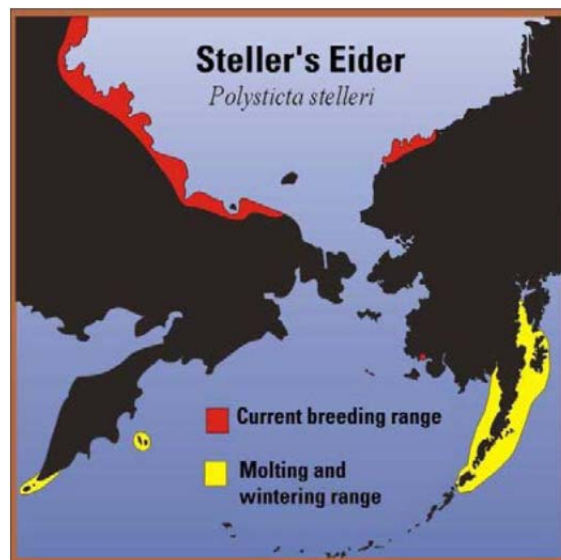 Steller's Eider
Polysticta stelleri
Current breeding range
Molting and
wintering range